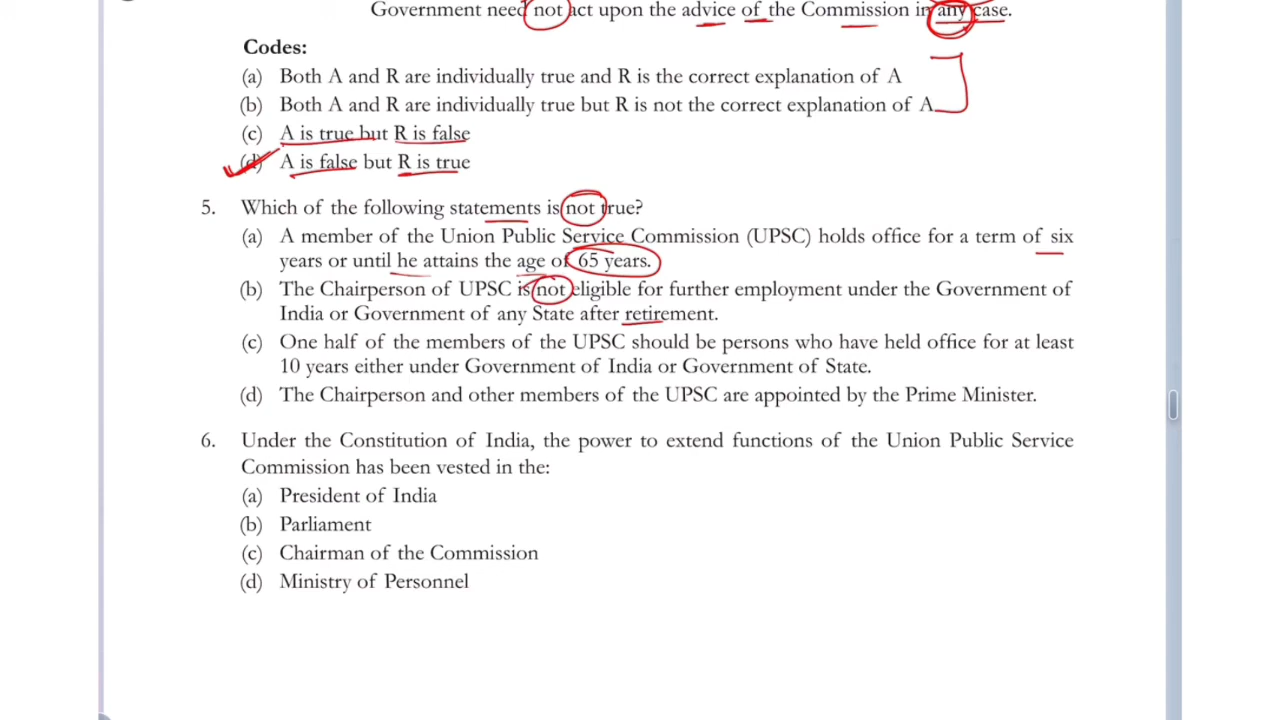 Government need not act upon the advice of the Commission in any case.
Codes:
(a) Both A and R are individually true and R is the correct explanation of A
(b) Both A and R are individually true but R is not the correct explanation of A
(c) A is true but R is false
(d) A is false but R is true
5. Which of the following statements is not true?
(a) A member of the Union Public Service Commission (UPSC) holds office for a term of six
years or until he attains the age of 65 years.
(b) The Chairperson of UPSC is not eligible for further employment under the Government of
India or Government of any State after retirement.
(c) One half of the members of the UPSC should be persons who have held office for at least
10 years either under Government of India or Government of State.
(d) The Chairperson and other members of the UPSC are appointed by the Prime Minister.
6. Under the Constitution of India, the power to extend functions of the Union Public Service
Commission has been vested in the:
(a) President of India
(b) Parliament
(c) Chairman of the Commission
(d) Ministry of Personnel